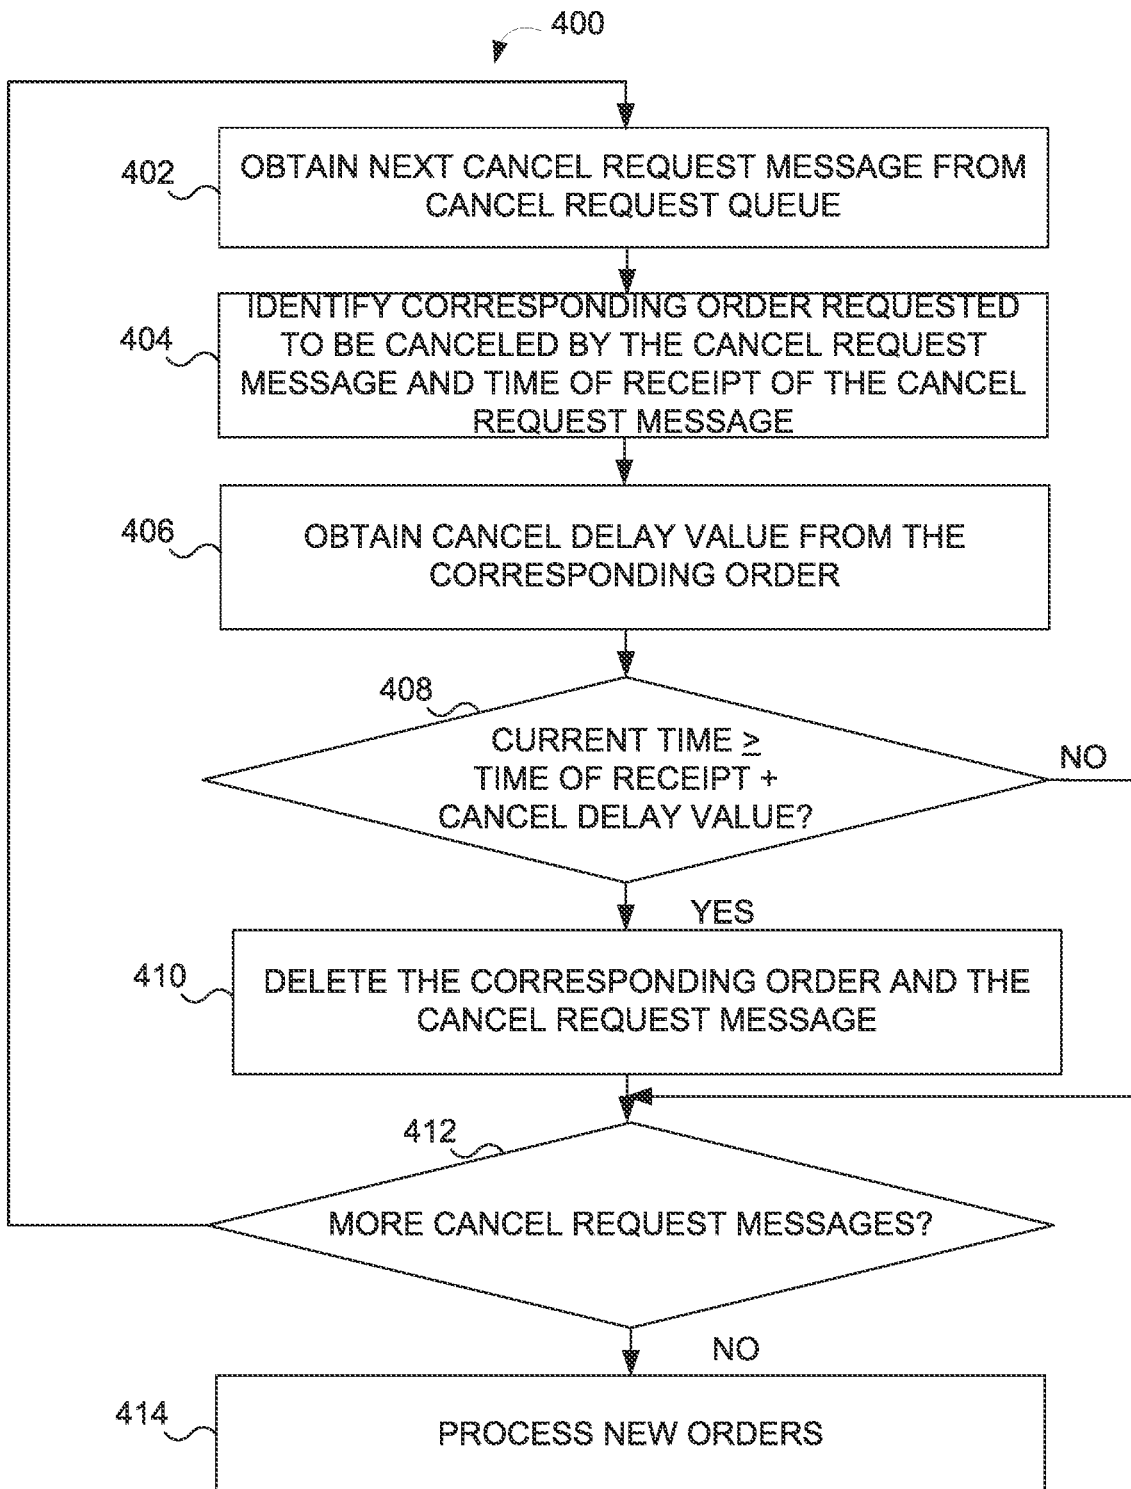 400
402
OBTAIN NEXT CANCEL REQUEST MESSAGE FROM
CANCEL REQUEST QUEUE
404
IDENTIFY CORRESPONDING ORDER REQUESTED
TO BE CANCELED BY THE CANCEL REQUEST
MESSAGE AND TIME OF RECEIPT OF THE CANCEL
REQUEST MESSAGE
406
OBTAIN CANCEL DELAY VALUE FROM THE
CORRESPONDING ORDER
408
CURRENT TIME ≥
TIME OF RECEIPT +
CANCEL DELAY VALUE?
NO
YES
410
DELETE THE CORRESPONDING ORDER AND THE
CANCEL REQUEST MESSAGE
412
MORE CANCEL REQUEST MESSAGES?
NO
414
PROCESS NEW ORDERS